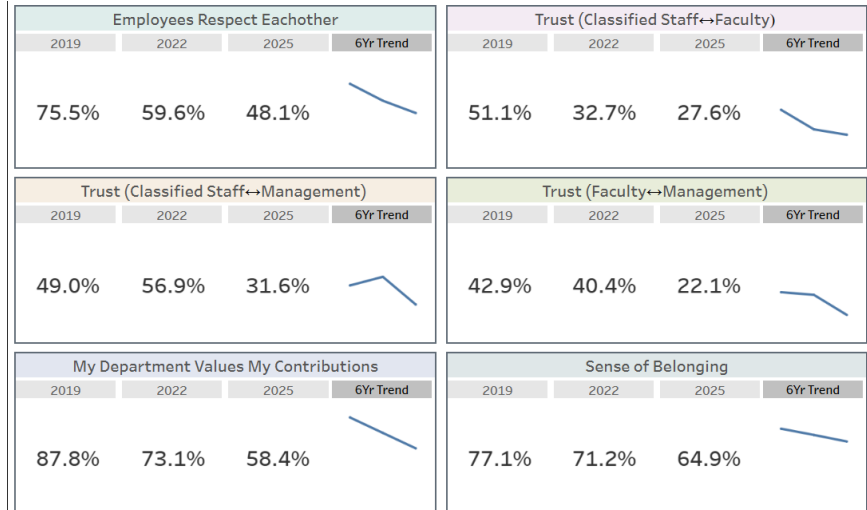 Employees Respect Eachother
2019 2022 2025 6Yr Trend
75.5% 59.6% 48.1%
Trust (Classified Staff↔Faculty)
2019 2022 2025 6Yr Trend
51.1% 32.7% 27.6%
Trust (Classified Staff↔Management)
2019 2022 2025 6Yr Trend
49.0% 56.9% 31.6%
Trust (Faculty↔Management)
2019 2022 2025 6Yr Trend
42.9% 40.4% 22.1%
My Department Values My Contributions
2019 2022 2025 6Yr Trend
87.8% 73.1% 58.4%
Sense of Belonging
2019 2022 2025 6Yr Trend
77.1% 71.2% 64.9%